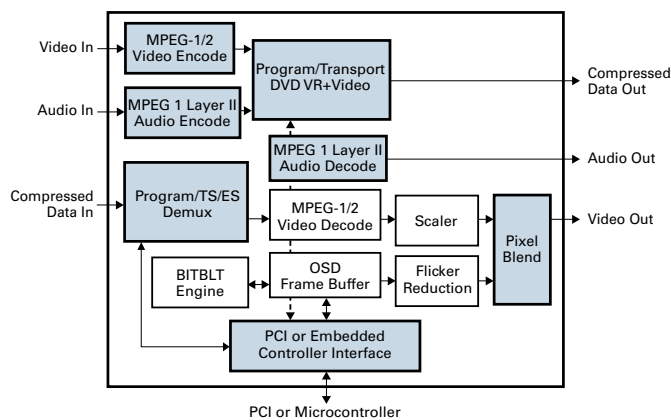 Video In
MPEG-1/2
Video Encode
Program/Transport
DVD VR+Video
Compressed
Data Out
Audio In
MPEG 1 Layer II
Audio Encode
MPEG 1 Layer II
Audio Decode
Audio Out
Compressed
Data In
Program/TS/ES
Demux
MPEG-1/2
Video Decode
Scaler
Pixel
Blend
Video Out
BITBLT
Engine
OSD
Frame Buffer
Flicker
Reduction
PCI or Embedded
Controller Interface
PCI or Microcontroller